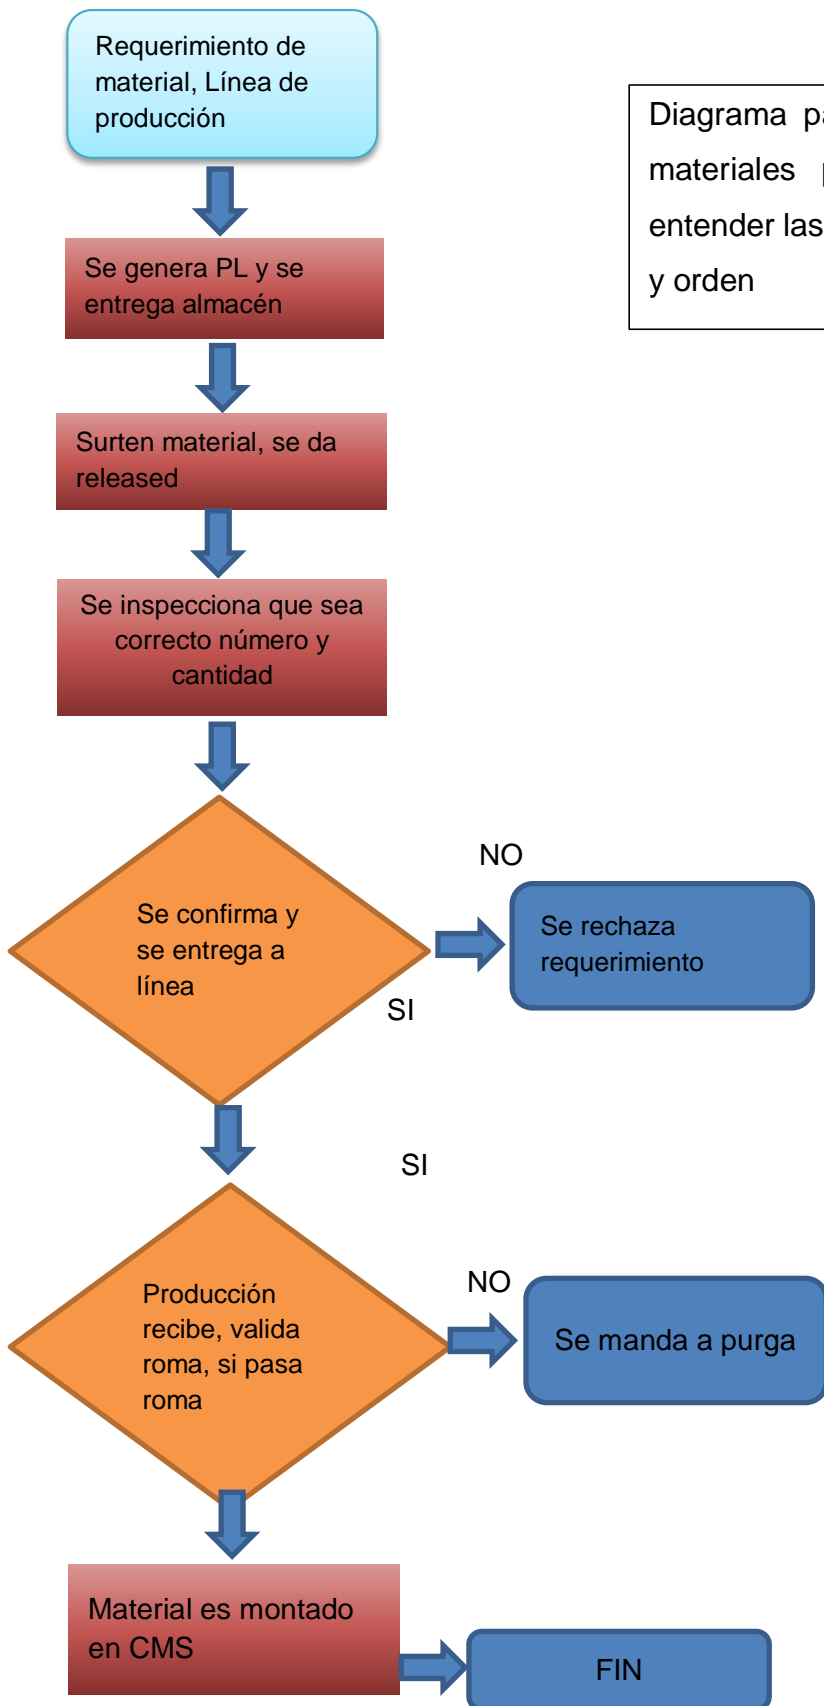 Requerimiento de
material, Línea de
producción
Diagrama
materiales
entender las
y orden
Se genera PL y se
entrega almacén
Surten material, se da
released
Se inspecciona que sea
correcto número y
cantidad
NO
Se confirma y
se entrega a
línea
Se rechaza
requerimiento
SI
SI
NO
Producción
recibe, valida
roma, si pasa
roma
Se manda a purga
Material es montado
en CMS
FIN